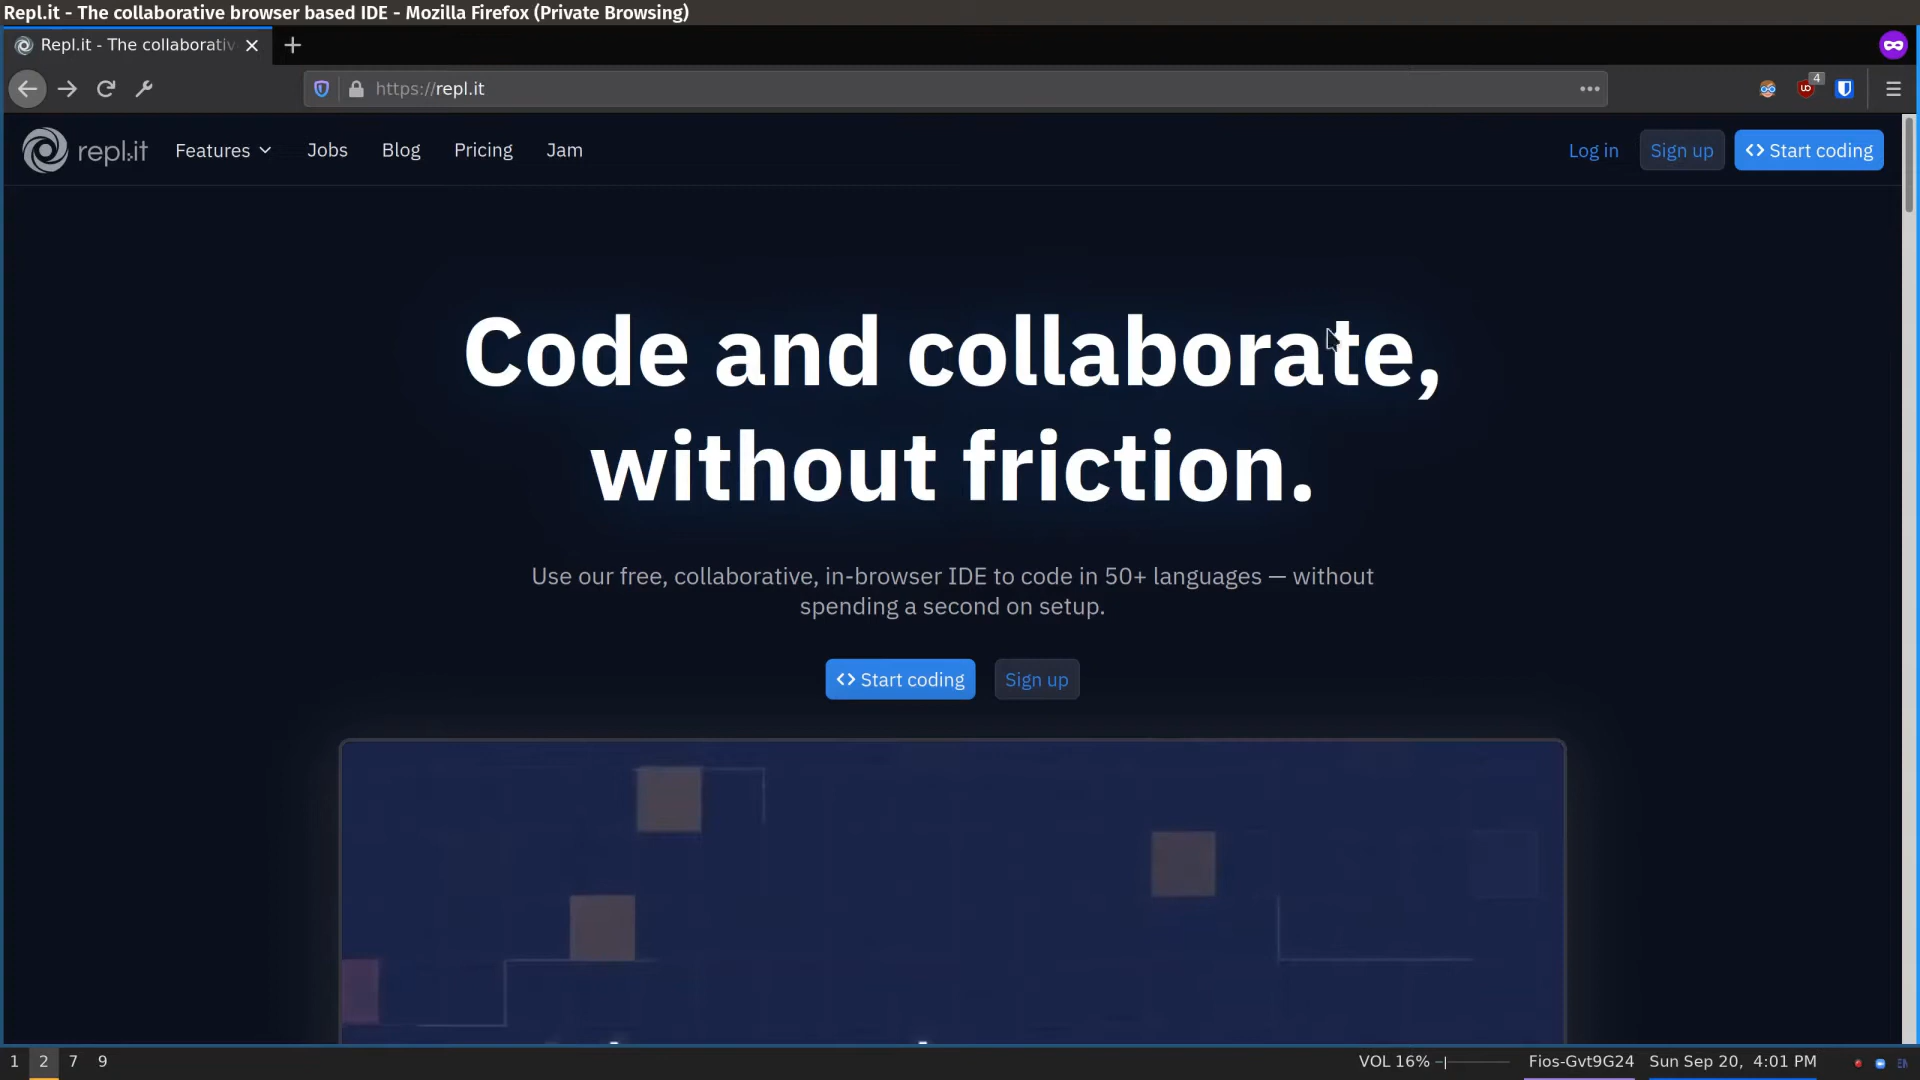 Repl.it - The collaborative browser based IDE - Mozilla Firefox (Private Browsing)
Repl.it - The collaborativ
https://repl.it
4
repl.it
Features
Jobs
Blog
Pricing
Jam
Log in
Sign up
<> Start coding
Code and collaborate,
without friction.
Use our free, collaborative, in-browser IDE to code in 50+ languages — without
spending a second on setup.
<> Start coding
Sign up
1 2 7 9
VOL 16%
Fios-Gvt9G24
Sun Sep 20, 4:01 PM